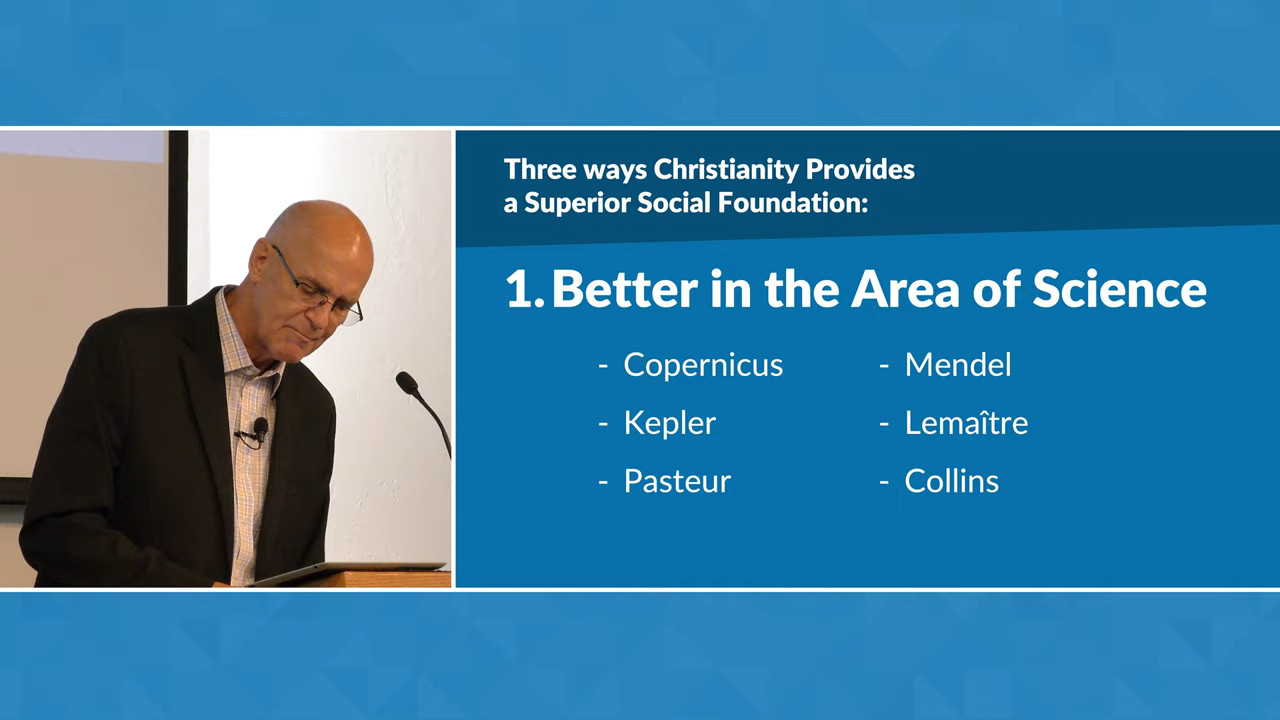 Three ways Christianity Provides
a Superior Social Foundation:
1. Better in the Area of Science
- Copernicus
- Kepler
- Pasteur
- Mendel
- Lemaître
- Collins